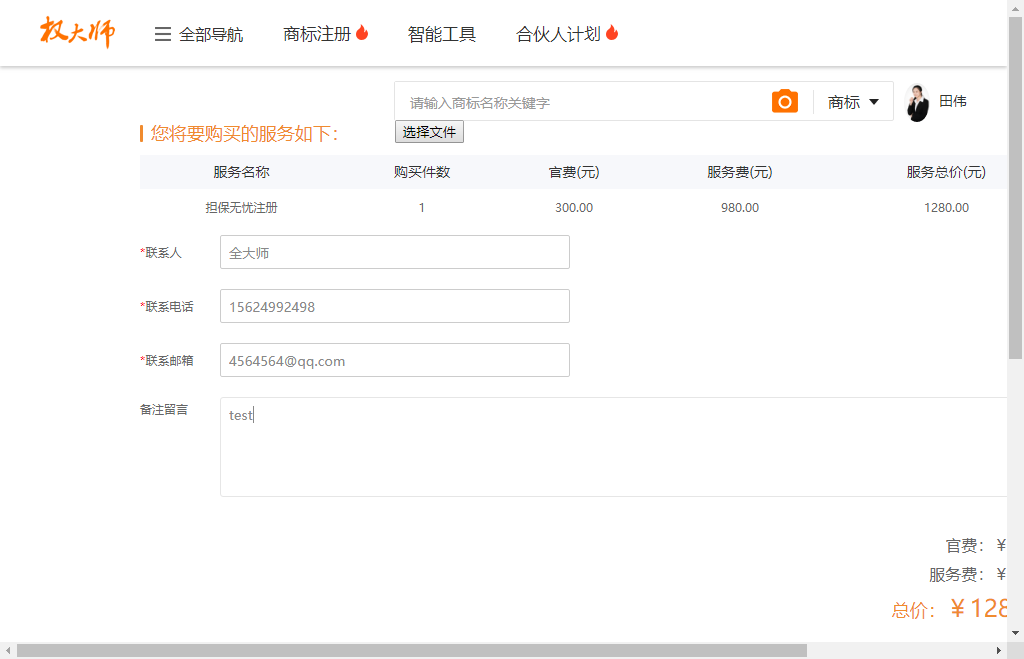 权大师
全部导航 商标注册 智能工具 合伙人计划
请输入商标名称关键字 商标 田伟
选择文件
您将要购买的服务如下：
服务名称 购买件数 官费(元) 服务费(元) 服务总价(元)
担保无忧注册 1 300.00 980.00 1280.00
*联系人 全大师
*联系电话 15624992498
*联系邮箱 4564564@qq.com
备注留言 test
官费：¥
服务费：¥
总价：¥128